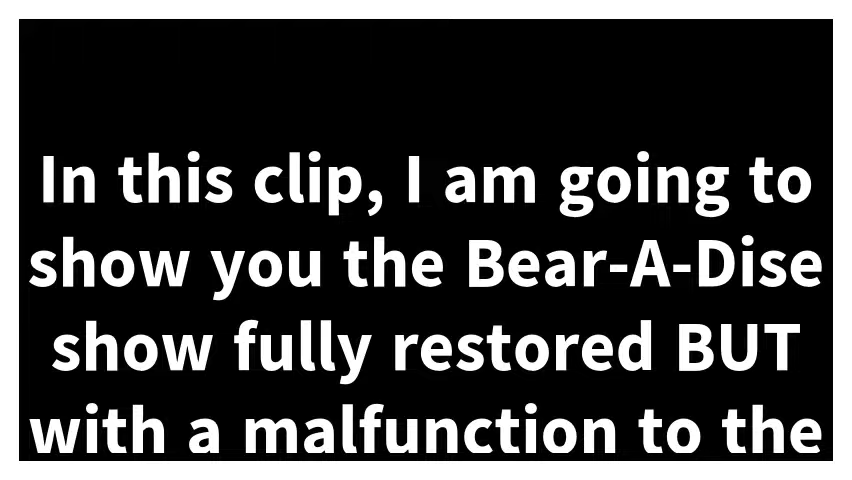 In this clip, I am going to
show you the Bear-A-Dise
show fully restored BUT
with a malfunction to the